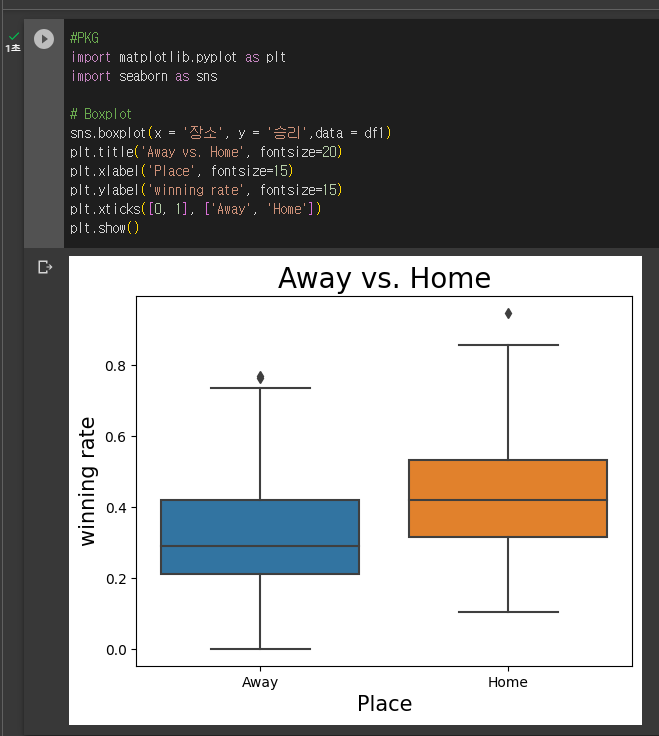 1초
#PKG
import matplotlib.pyplot as plt
import seaborn as sns
# Boxplot
sns.boxplot(x = '장소', y = '승리',data = df1)
plt.title('Away vs. Home', fontsize=20)
plt.xlabel('Place', fontsize=15)
plt.ylabel('winning rate', fontsize=15)
plt.xticks([0, 1], ['Away', 'Home'])
plt.show()
Away vs. Home
winning rate
0.8
0.6
0.4
0.2
0.0
Away Home
Place